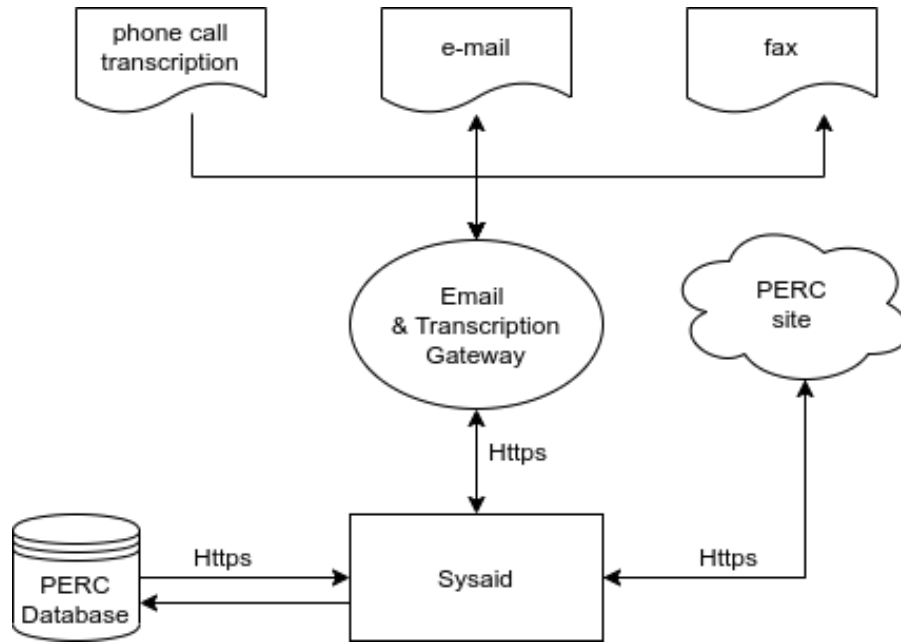 phone call
transcription
e-mail
fax
Email
& Transcription
Gateway
PERC
site
Https
Https
Https
PERC
Database
Sysaid